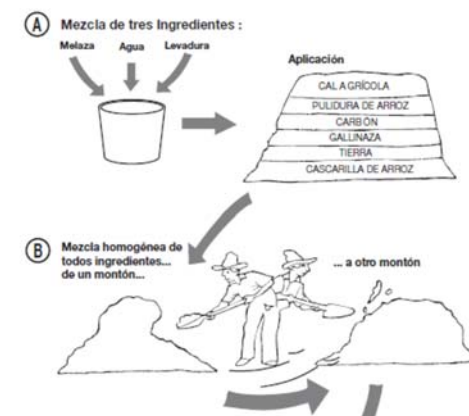 A Mezcla de tres Ingredientes :
Melaza Agua Levadura
Aplicación
CAL AGRÍCOLA
PULIDURA DE ARROZ
CARBÓN
GALLINAZA
TIERRA
CASCARILLA DE ARROZ
B Mezcla homogénea de
todos ingredientes...
de un montón...
... a otro montón